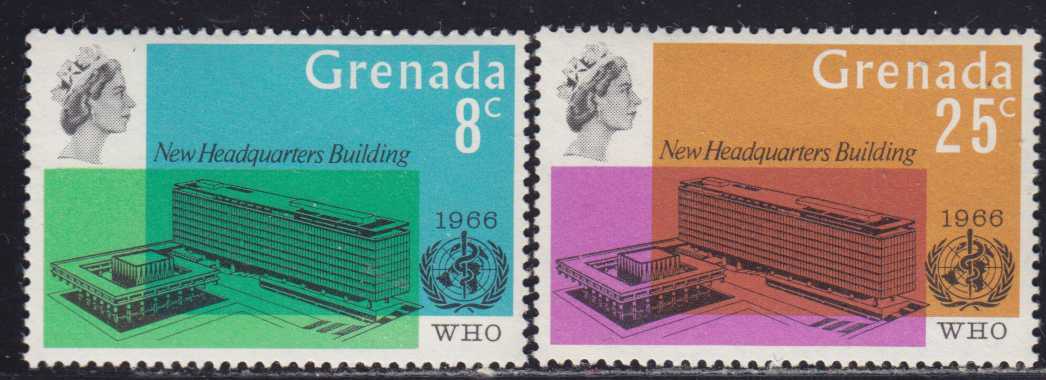 Grenada
8c
New Headquarters Building
1966
WHO
Grenada
25c
New Headquarters Building
1966
WHO